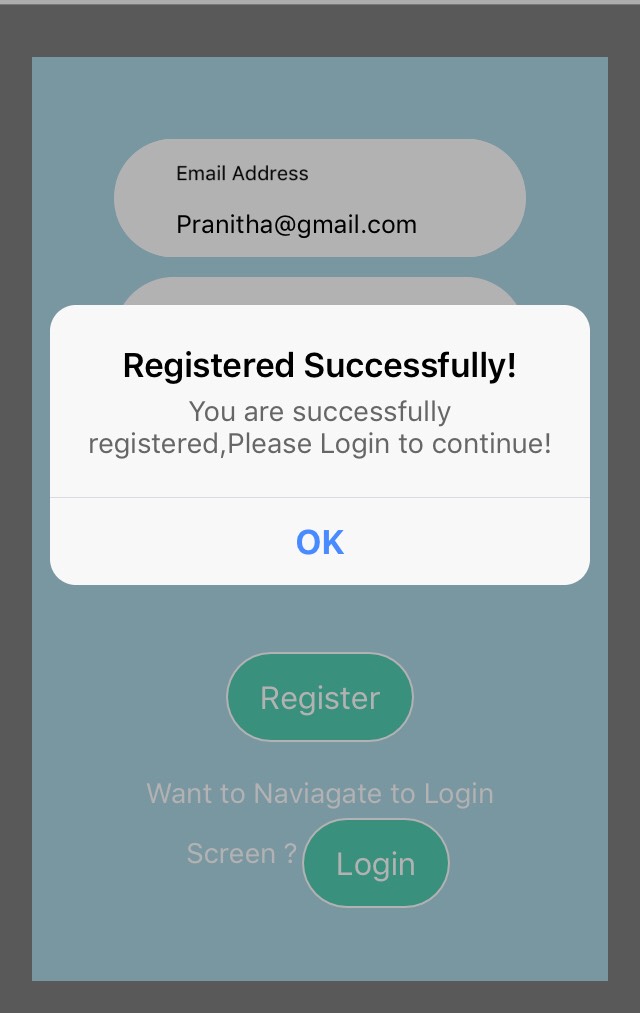 Email Address
Pranitha@gmail.com
Registered Successfully!
You are successfully
registered,Please Login to continue!
OK
Register
Want to Naviagate to Login
Screen ? Login